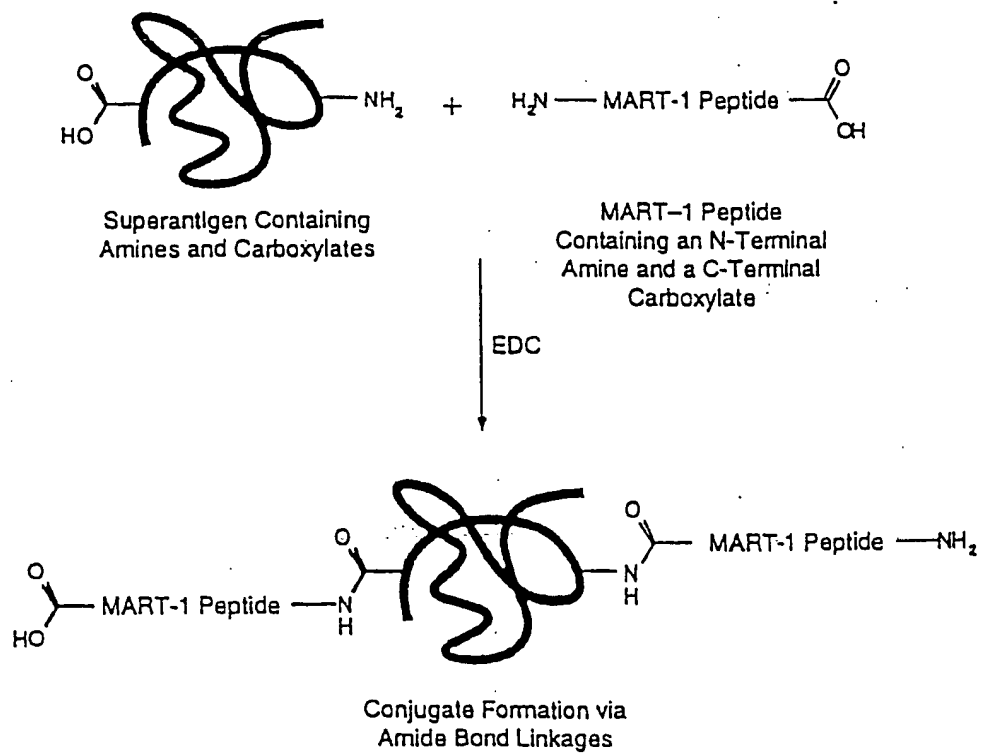 O
HO
NH2
+
H2N
MART-1 Peptide
O
OH
Superantigen Containing
Amines and Carboxylates
MART-1 Peptide
Containing an N-Terminal
Amine and a C-Terminal
Carboxylate
EDC
O
HO
MART-1 Peptide
N
H
O
N
H
O
MART-1 Peptide
NH2
Conjugate Formation via
Amide Bond Linkages